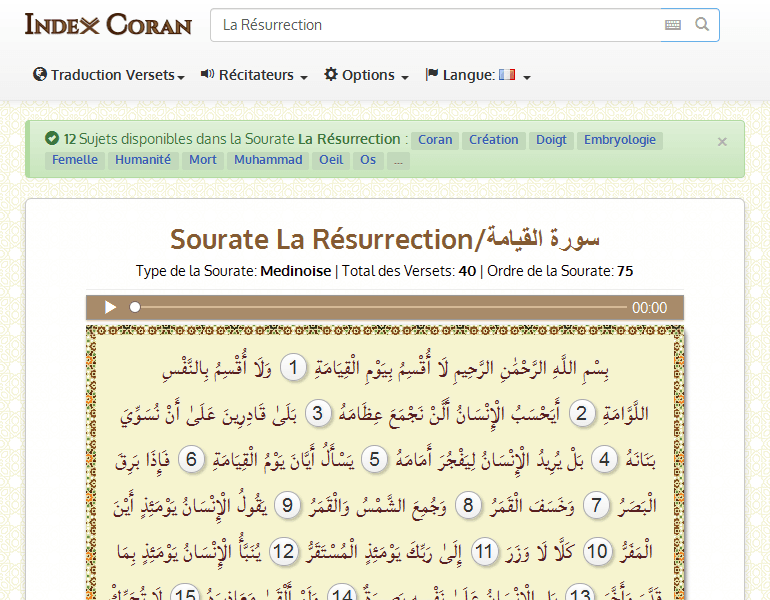 INDEX CORAN
La Résurrection
Traduction Versets Récitateurs Options Langue:
12 Sujets disponibles dans la Sourate La Résurrection : Coran Création Doigt Embryologie ×
Femelle Humanité Mort Muhammad Oeil Os ...
Sourate La Résurrection/سورة القيامة
Type de la Sourate: Medinoise | Total des Versets: 40 | Ordre de la Sourate: 75
00:00
بِسْمِ اللَّهِ الرَّحْمَٰنِ الرَّحِيمِ لَا أُقْسِمُ بِيَوْمِ الْقِيَامَةِ 1 وَلَا أُقْسِمُ بِالنَّفْسِ
اللَّوَّامَةِ 2 أَيَحْسَبُ الْإِنْسَانُ أَلَّنْ نَجْمَعَ عِظَامَهُ 3 بَلَىٰ قَادِرِينَ عَلَىٰ أَنْ نُسَوِّيَ
بَنَانَهُ 4 بَلْ يُرِيدُ الْإِنْسَانُ لِيَفْجُرَ أَمَامَهُ 5 يَسْأَلُ أَيَّانَ يَوْمُ الْقِيَامَةِ 6 فَإِذَا بَرِقَ
الْبَصَرُ 7 وَخَسَفَ الْقَمَرُ 8 وَجُمِعَ الشَّمْسُ وَالْقَمَرُ 9 يَقُولُ الْإِنْسَانُ يَوْمَئِذٍ أَيْنَ
الْمَفَرُّ 10 كَلَّا لَا وَزَرَ 11 إِلَىٰ رَبِّكَ يَوْمَئِذٍ الْمُسْتَقَرُّ 12 يُنَبَّأُ الْإِنْسَانُ يَوْمَئِذٍ بِمَا
قَدَّمَ وَأَخَّرَ 13 بَلِ الْإِنْسَانُ عَلَىٰ نَفْسِهِ بَصِيرَةٌ 14 وَلَوْ أَلْقَىٰ مَعَاذِيرَهُ 15 لَا تُحَرِّكْ